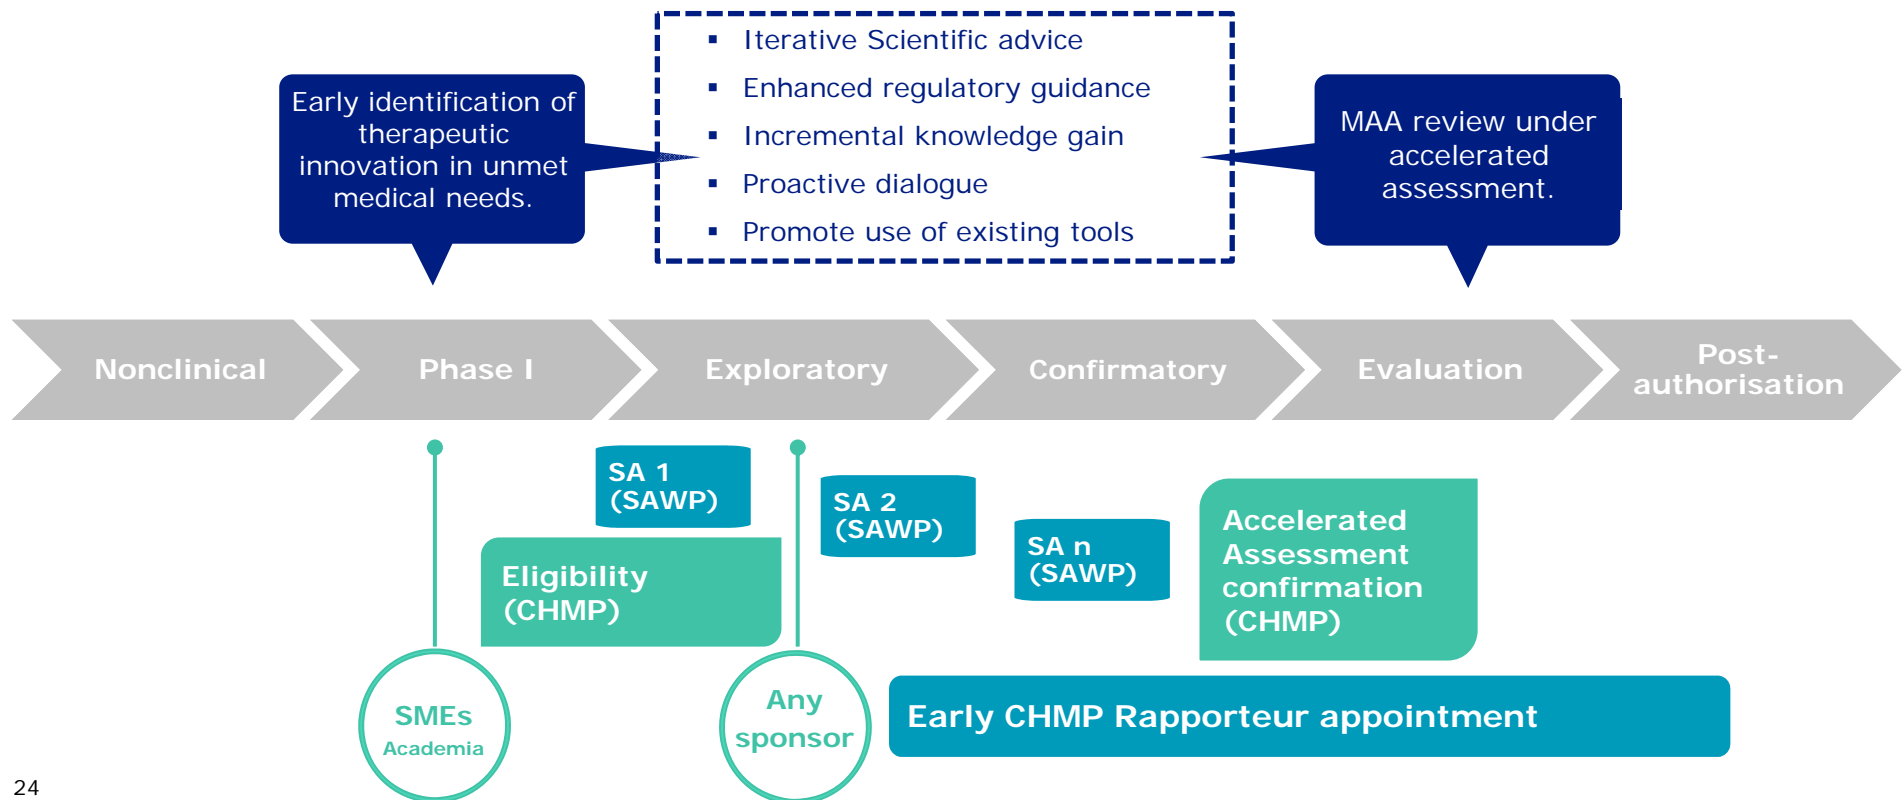 ▪ Iterative Scientific advice
▪ Enhanced regulatory guidance
▪ Incremental knowledge gain
▪ Proactive dialogue
▪ Promote use of existing tools
Early identification of
therapeutic
innovation in unmet
medical needs.
MAA review under
accelerated
assessment.
Nonclinical
Phase I
Exploratory
Confirmatory
Evaluation
Post-
authorisation
SA 1
(SAWP)
SA 2
(SAWP)
SA n
(SAWP)
Eligibility
(CHMP)
Accelerated
Assessment
confirmation
(CHMP)
SMEs
Academia
Any
sponsor
Early CHMP Rapporteur appointment
24